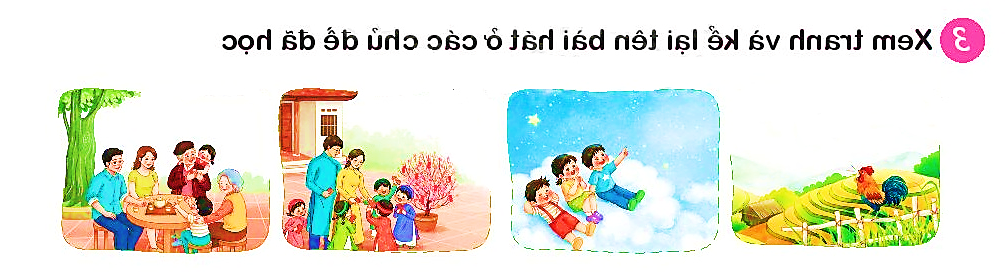 3 Xem tranh và kể lại tên bài hát ở các chủ đề đã học